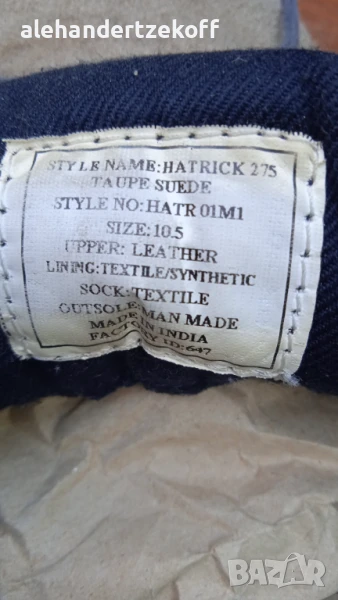 alehandertzekoff
STYLE NAME:HATRICK 275
TAUPE SUEDE
STYLE NO:HATR 01M1
SIZE: 10.5
UPPER: LEATHER
LINING:TEXTILE/SYNTHETIC
SOCK:TEXTILE
OUTSOLE:MAN MADE
MADE IN INDIA
FACTORY ID:647
BAZAR